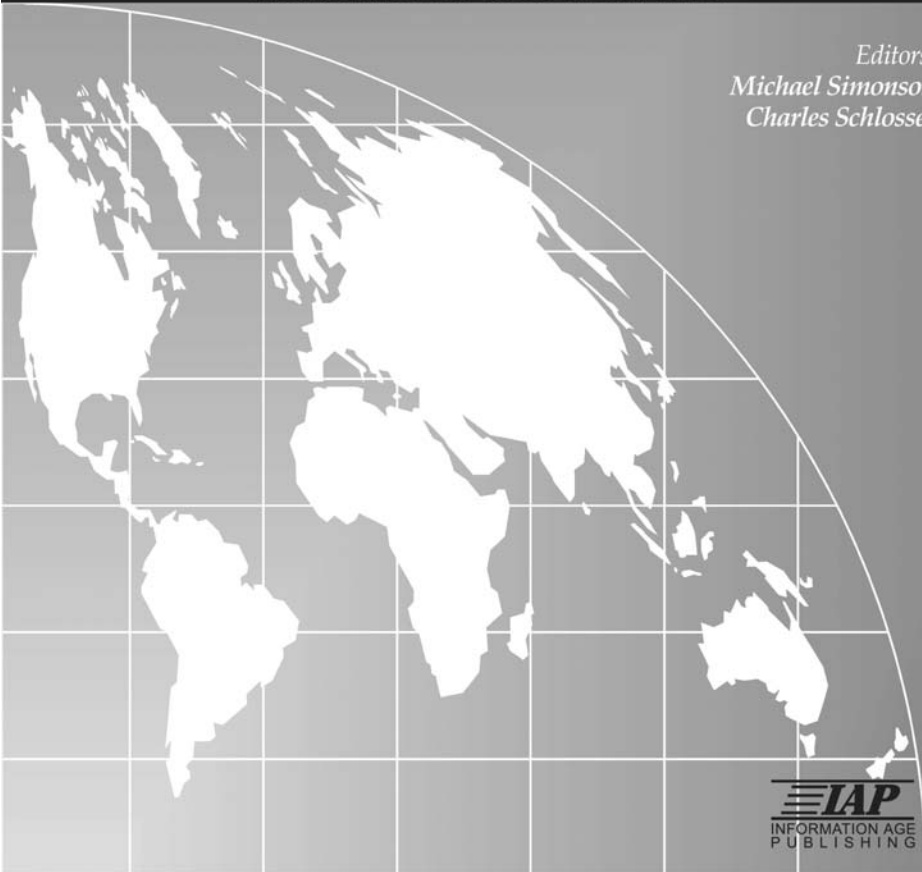 Editors
Michael Simonso
Charles Schlosse
IAP
INFORMATION AGE
PUBLISHING